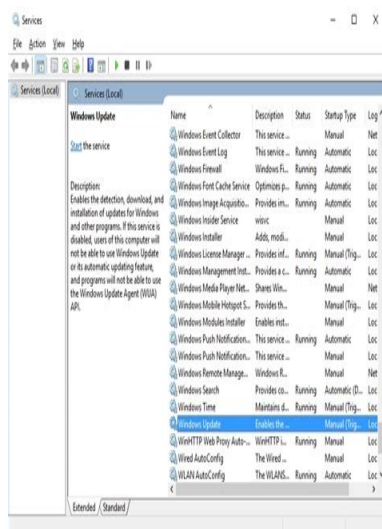 Services
File Action View Help
Services (Local)
Services (Local)
Windows Update
Start the service
Description:
Enables the detection, download, and
installation of updates for Windows
and other programs. If this service is
disabled, users of this computer will
not be able to use Windows Update
or its automatic updating feature,
and programs will not be able to use
the Windows Update Agent (WUA)
API.
Name Description Status Startup Type Log
Windows Event Collector This service ... Manual Net
Windows Event Log This service ... Running Automatic Loc
Windows Firewall Windows Fi... Running Automatic Loc
Windows Font Cache Service Optimizes p... Running Automatic Loc
Windows Image Acquisitio... Provides im... Running Automatic Loc
Windows Insider Service wisvc Manual Loc
Windows Installer Adds, modi... Manual Loc
Windows License Manager ... Provides inf... Running Manual (Trig... Loc
Windows Management Inst... Provides a c... Running Automatic Loc
Windows Media Player Net... Shares Win... Manual Net
Windows Mobile Hotspot S... Provides th... Manual (Trig... Loc
Windows Modules Installer Enables inst... Manual Loc
Windows Push Notification... This service ... Running Automatic Loc
Windows Push Notification... This service ... Manual Loc
Windows Remote Manage... Windows R... Manual Net
Windows Search Provides co... Running Automatic (D... Loc
Windows Time Maintains d... Running Manual (Trig... Loc
Windows Update Enables the ... Manual (Trig... Loc
WinHTTP Web Proxy Auto-... WinHTTP i... Running Manual Loc
Wired AutoConfig The Wired ... Manual Loc
WLAN AutoConfig The WLANS... Running Automatic Loc
Extended Standard